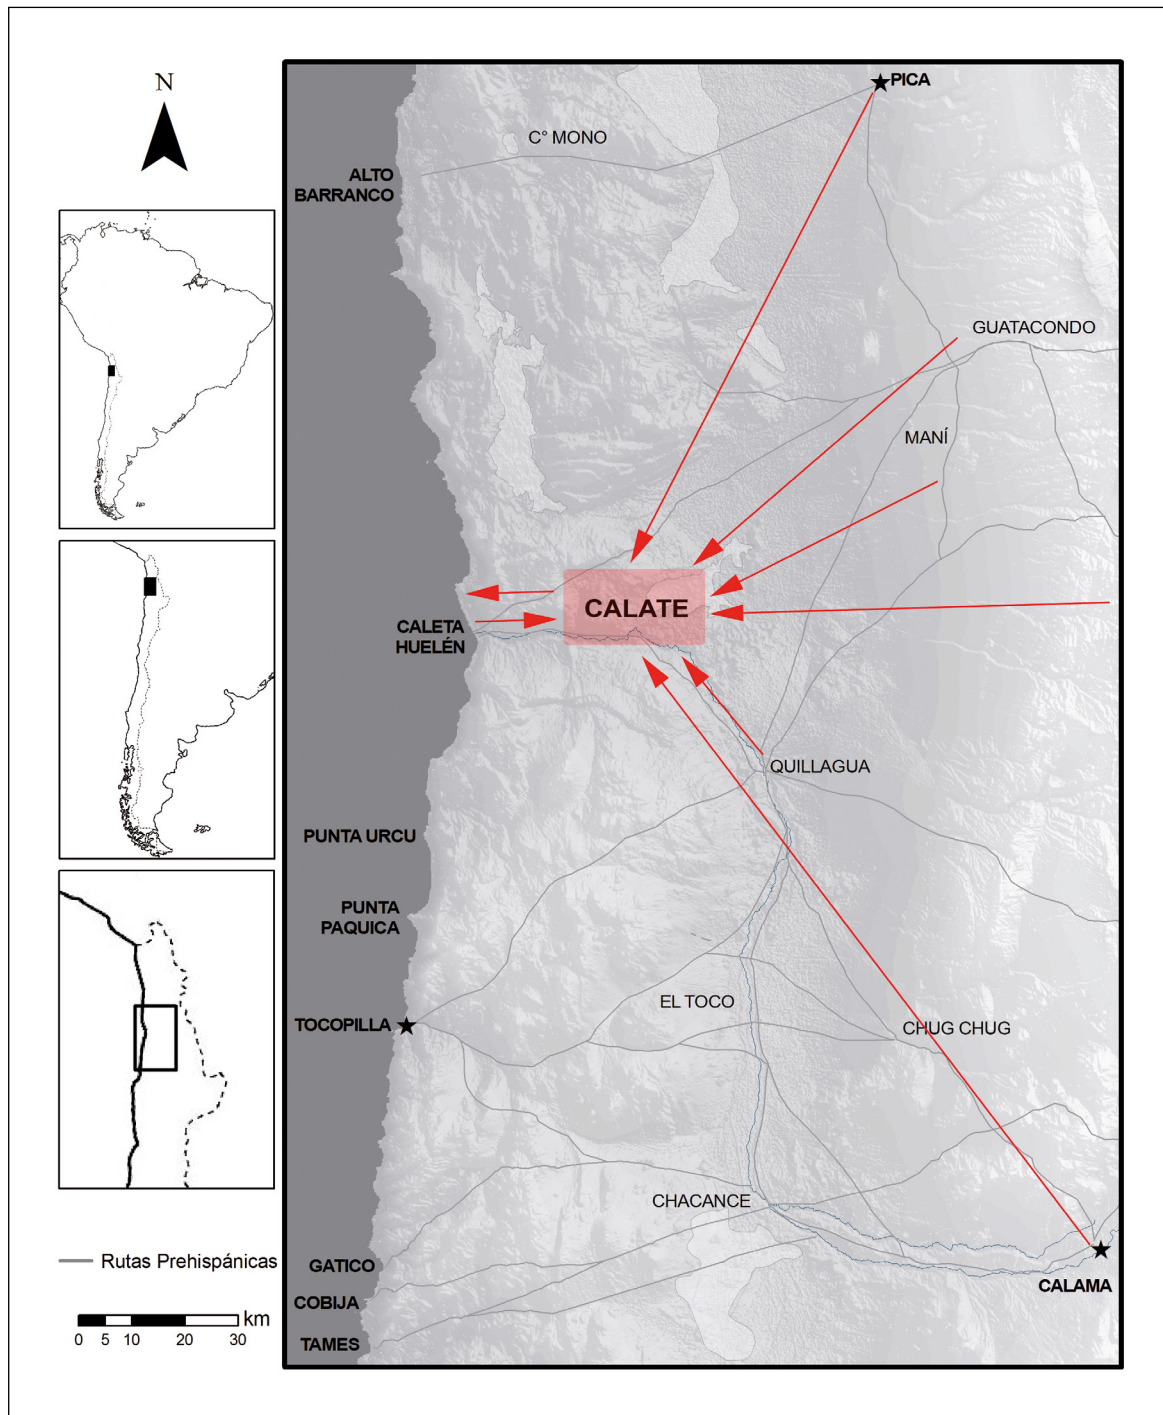 N
PICA
C° MONO
ALTO
BARRANCO
GUATACONDO
MANÍ
CALATE
CALETA
HUELÉN
QUILLAGUA
PUNTA URCU
PUNTA
PAQUICA
EL TOCO
TOCOPILLA
CHUG CHUG
CHACANCE
Rutas Prehispánicas
GATICO
CALAMA
COBIJA
km
0 5 10 20 30
TAMES